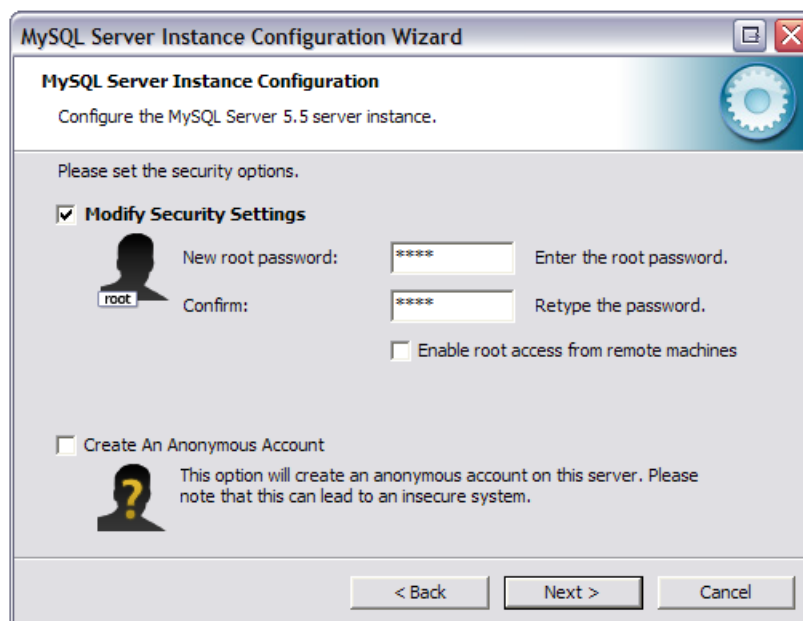 MySQL Server Instance Configuration Wizard
MySQL Server Instance Configuration
Configure the MySQL Server 5.5 server instance.
Please set the security options.
Modify Security Settings
New root password: **** Enter the root password.
root
Confirm: **** Retype the password.
Enable root access from remote machines
Create An Anonymous Account
This option will create an anonymous account on this server. Please
note that this can lead to an insecure system.
< Back Next > Cancel